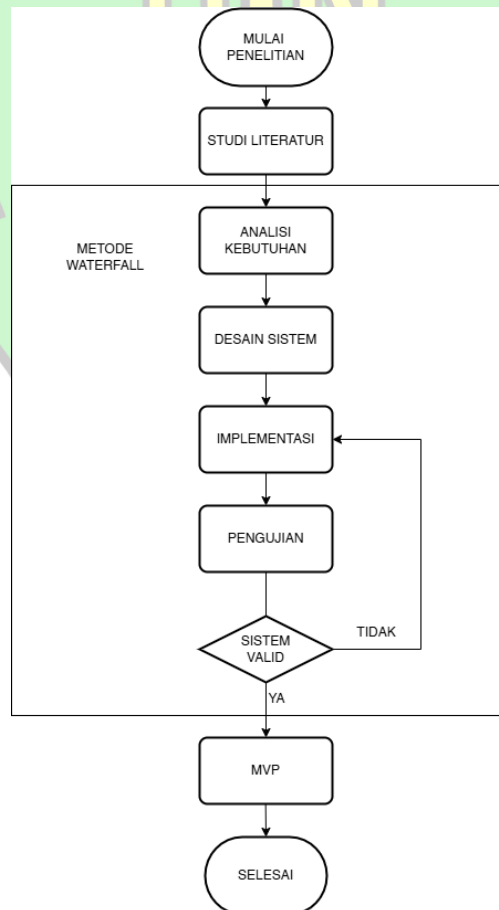 MULAI
PENELITIAN
STUDI LITERATUR
METODE
WATERFALL
ANALISI
KEBUTUHAN
DESAIN SISTEM
IMPLEMENTASI
PENGUJIAN
SISTEM
VALID
TIDAK
YA
MVP
SELESAI